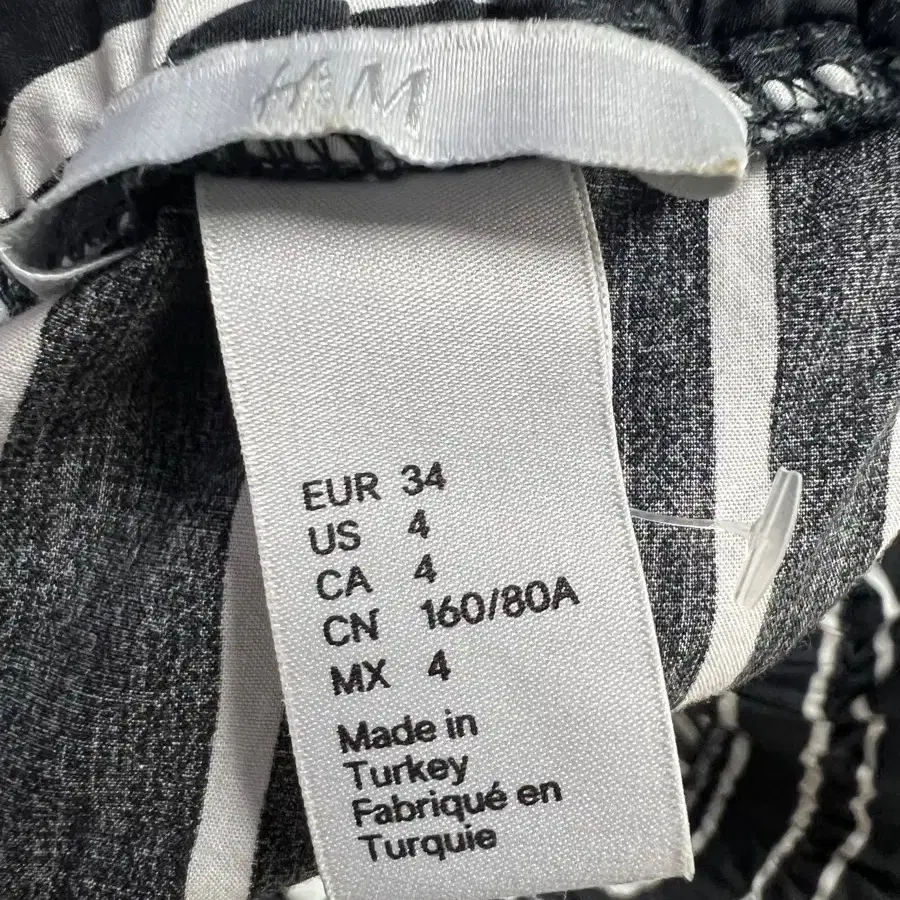 H&M
EUR 34
US 4
CA 4
CN 160/80A
MX 4
Made in
Turkey
Fabriqué en
Turquie